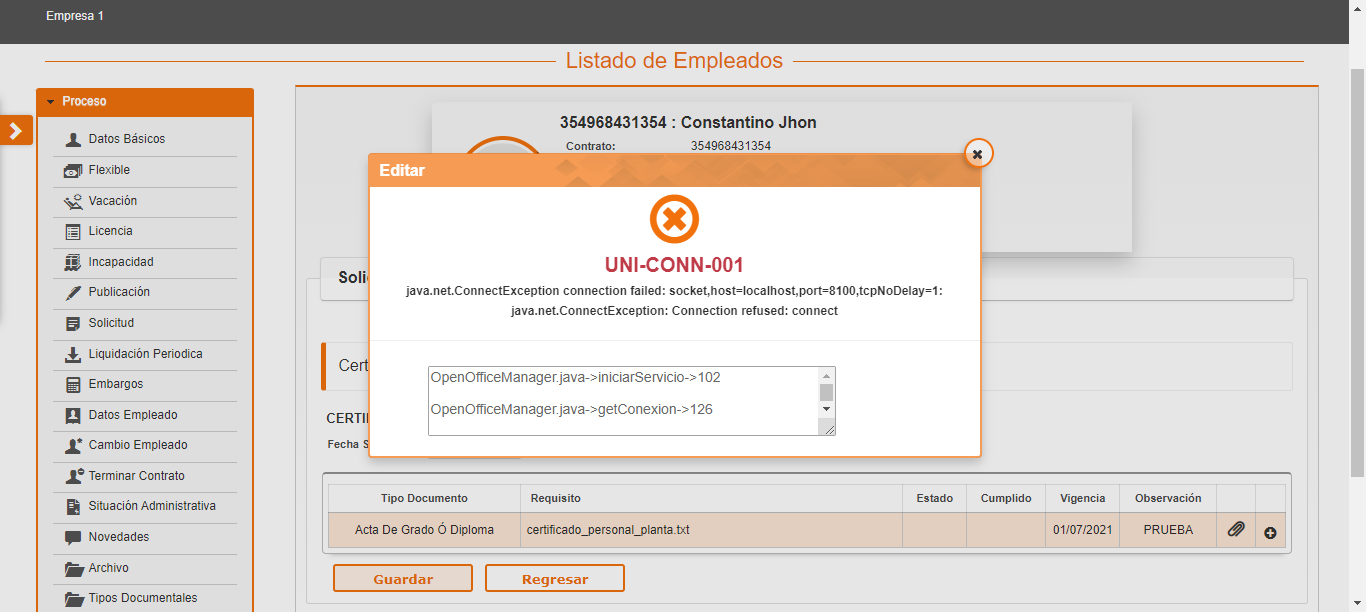 Empresa 1
Listado de Empleados
Proceso
Datos Básicos
Flexible
Vacación
Licencia
Incapacidad
Publicación
Solicitud
Liquidación Periodica
Embargos
Datos Empleado
Cambio Empleado
Terminar Contrato
Situación Administrativa
Novedades
Archivo
Tipos Documentales
354968431354 : Constantino Jhon
Contrato: 354968431354
Editar
UNI-CONN-001
java.net.ConnectException connection failed: socket,host=localhost,port=8100,tcpNoDelay=1:
java.net.ConnectException: Connection refused: connect
OpenOfficeManager.java->iniciarServicio->102
OpenOfficeManager.java->getConexion->126
Soli
Cert
CERTI
Fecha S
Tipo Documento Requisito Estado Cumplido Vigencia Observación
Acta De Grado Ó Diploma certificado_personal_planta.txt 01/07/2021 PRUEBA
Guardar Regresar